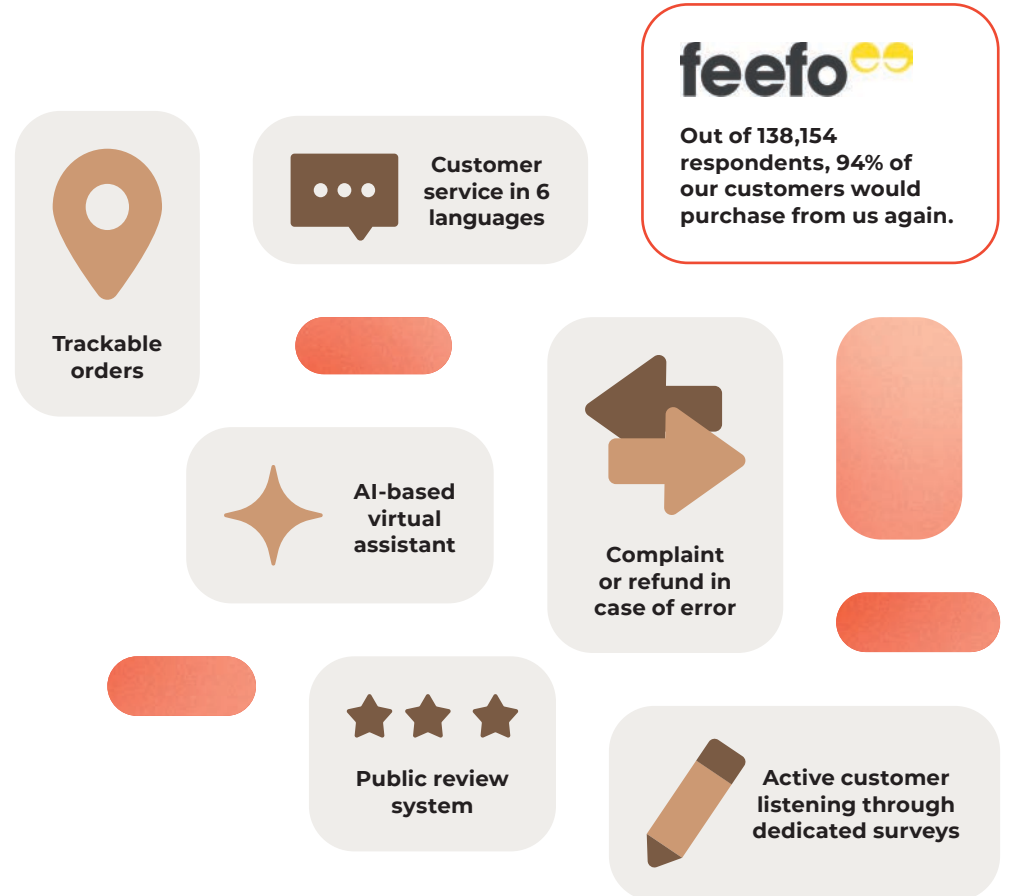 feefo
Out of 138,154
respondents, 94% of
our customers would
purchase from us again.
Customer
service in 6
languages
Trackable
orders
AI-based
virtual
assistant
Complaint
or refund in
case of error
Public review
system
Active customer
listening through
dedicated surveys